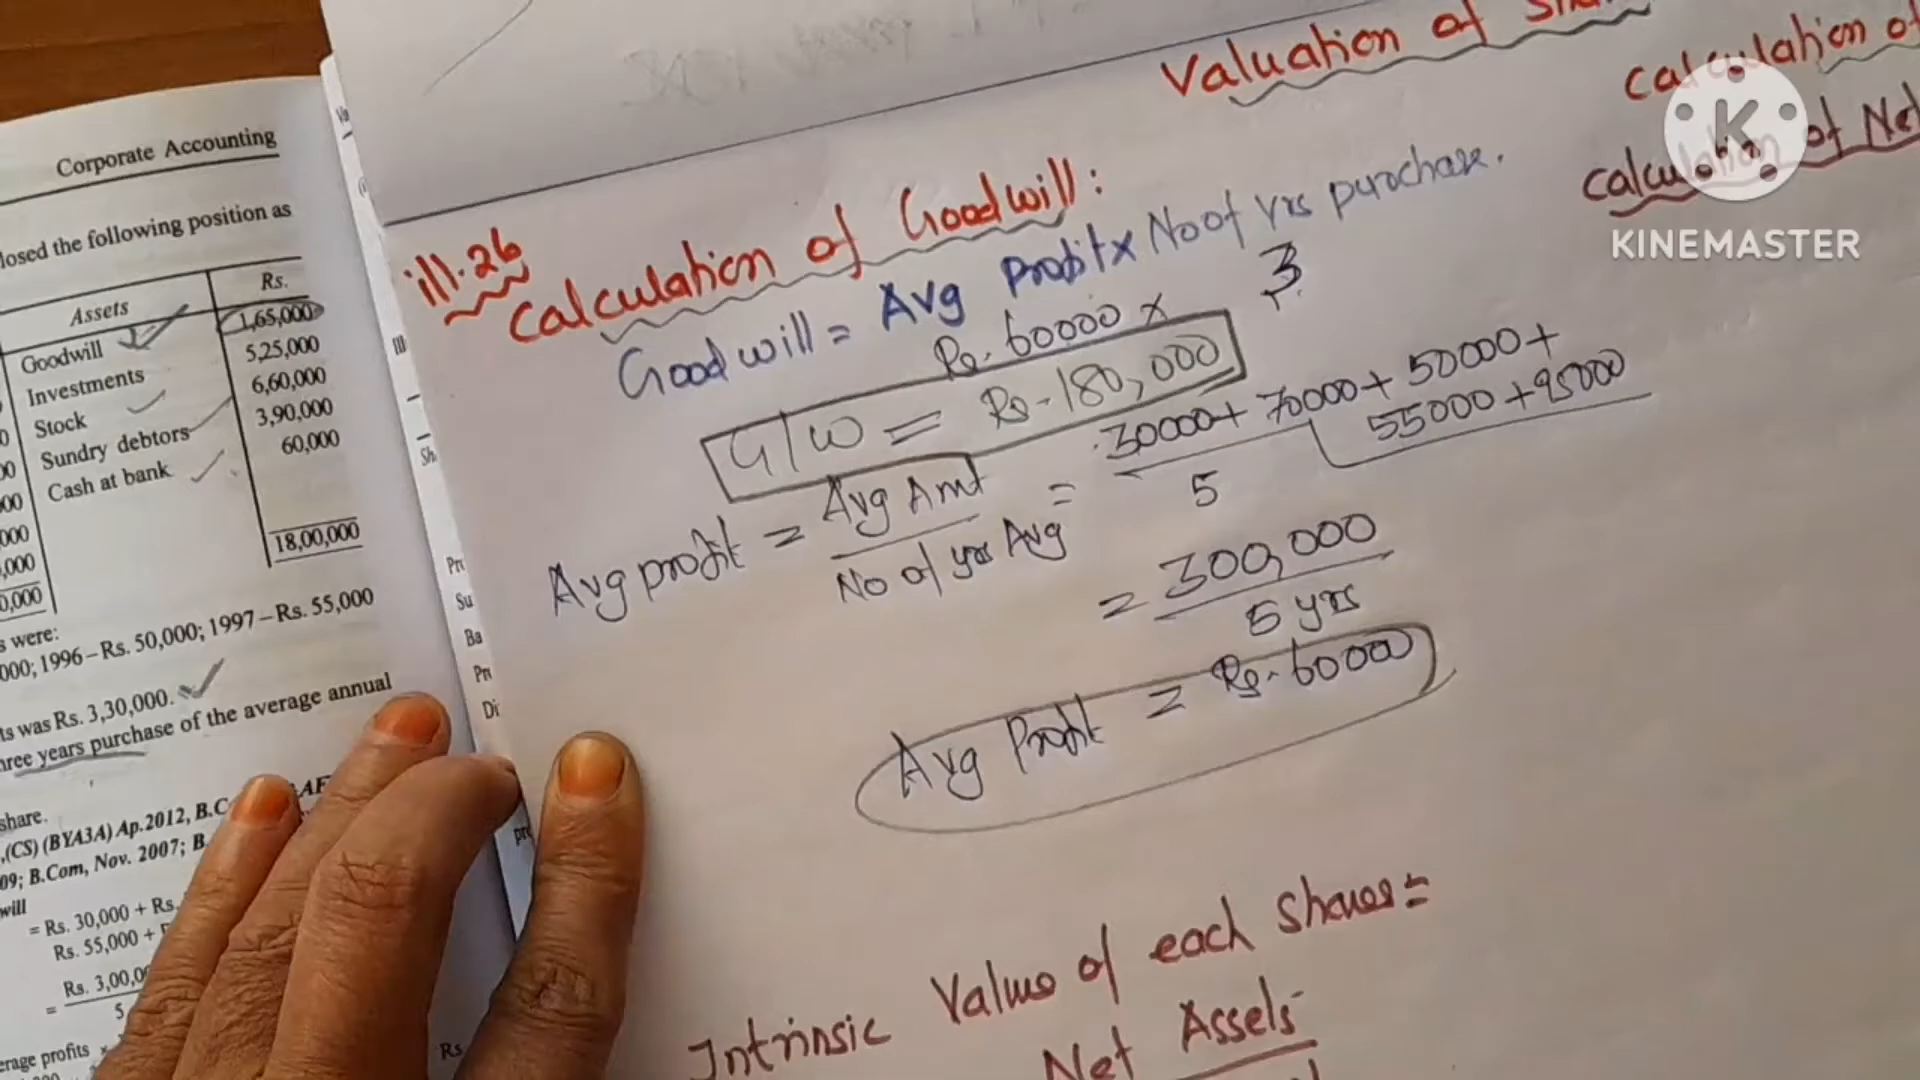 Corporate Accounting
losed the following position as
Assets Rs.
Goodwill 1,65,000
Investments 5,25,000
Stock 6,60,000
Sundry debtors 3,90,000
Cash at bank 60,000
18,00,000
s were:
000; 1996 – Rs. 50,000; 1997 – Rs. 55,000
ts was Rs. 3,30,000.
hree years purchase of the average annual
share.
,(CS) (BYA3A) Ap.2012, B.C
09; B.Com, Nov. 2007; B.
will
= Rs. 30,000 + Rs.
Rs. 55,000 +
Rs. 3,00,00
= 5
erage profits ×
Valuation of
Calculation of
calculation of Net
KINEMASTER
ill.26
Calculation of Goodwill:
Goodwill = Avg Profit x No of yrs purchase.
Rs. 60000 x 3
G/W = Rs - 180,000
Avg profit = Avg Amt / No of yrs Avg = 30000 + 70000 + 50000 + 55000 + 95000 / 5
= 300,000 / 5 yrs
Avg Profit = Rs. 60000
Intrinsic Value of each Shares =
Net Assets